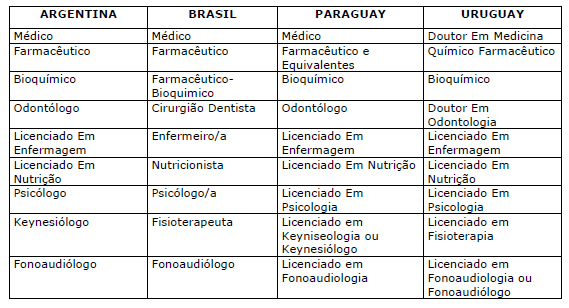 ARGENTINA BRASIL PARAGUAY URUGUAY
Médico Médico Médico Doutor Em Medicina
Farmacêutico Farmacêutico Farmacêutico e Equivalentes Químico Farmacêutico
Bioquímico Farmacêutico-Bioquimico Bioquímico Bioquímico
Odontólogo Cirurgião Dentista Odontólogo Doutor Em Odontologia
Licenciado Em Enfermagem Enfermeiro/a Licenciado Em Enfermagem Licenciado Em Enfermagem
Licenciado Em Nutrição Nutricionista Licenciado Em Nutrição Licenciado Em Nutrição
Psicólogo Psicólogo/a Licenciado Em Psicologia Licenciado Em Psicologia
Keynesiólogo Fisioterapeuta Licenciado em Keyniseologia ou Keynesiólogo Licenciado em Fisioterapia
Fonoaudiólogo Fonoaudiólogo Licenciado em Fonoaudiologia Licenciado em Fonoaudiologia ou Fonoaudiólogo